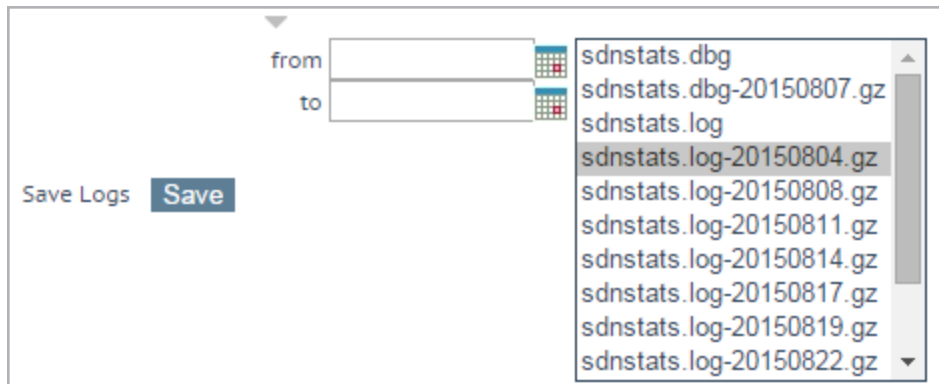 from
to
Save Logs Save
sdnstats.dbg
sdnstats.dbg-20150807.gz
sdnstats.log
sdnstats.log-20150804.gz
sdnstats.log-20150808.gz
sdnstats.log-20150811.gz
sdnstats.log-20150814.gz
sdnstats.log-20150817.gz
sdnstats.log-20150819.gz
sdnstats.log-20150822.gz